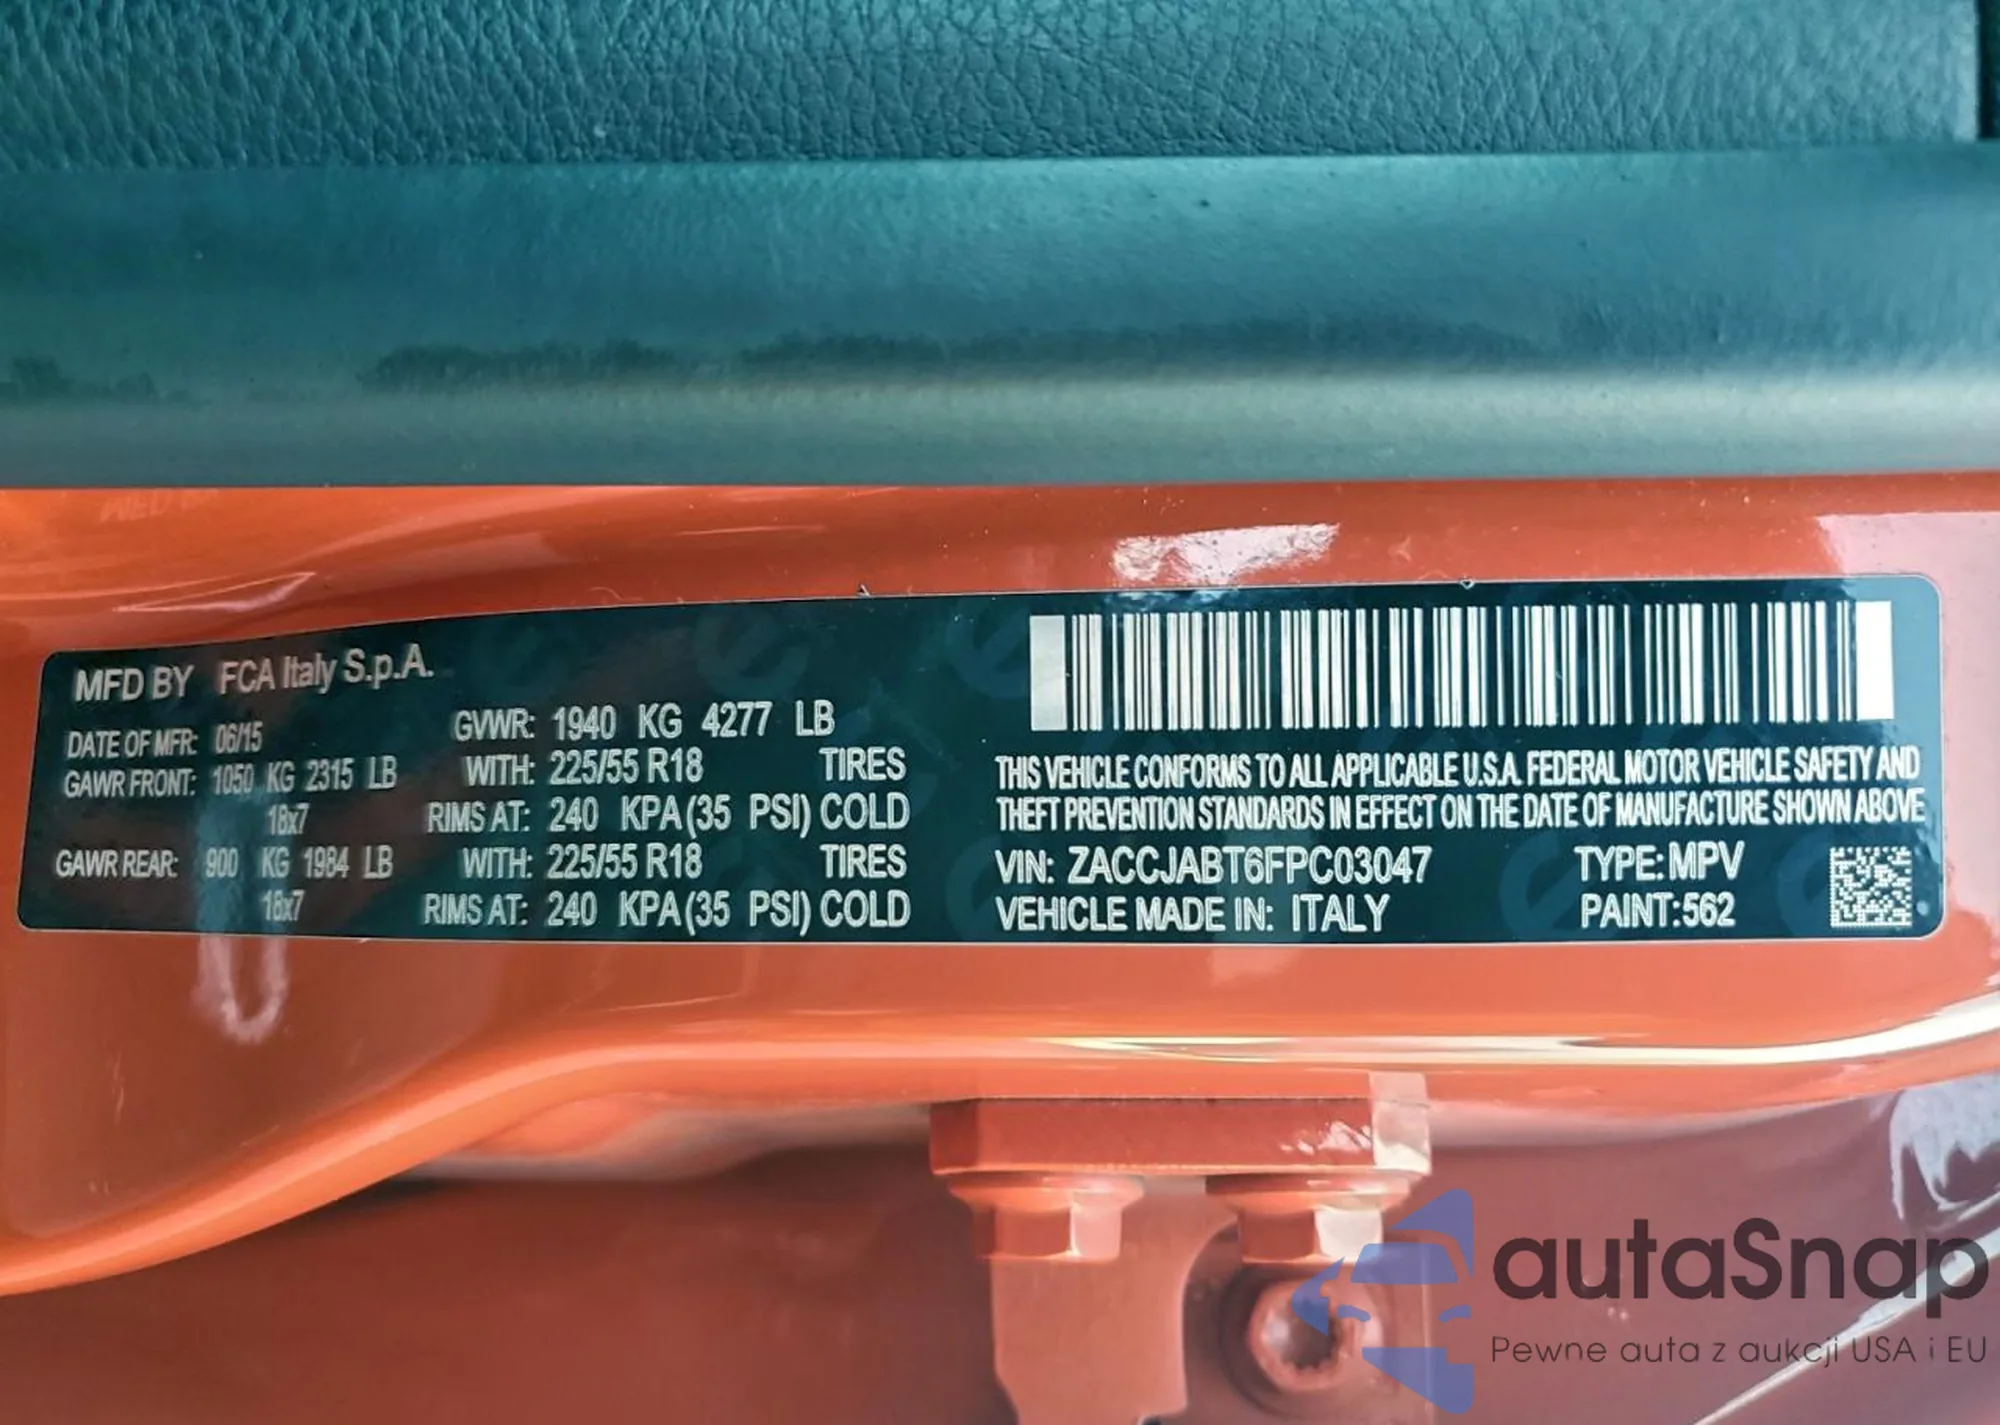 MFD BY FCA Italy S.p.A.
DATE OF MFR: 06/15
GVWR: 1940 KG 4277 LB
GAWR FRONT: 1050 KG 2315 LB WITH: 225/55 R18 TIRES
18x7 RIMS AT: 240 KPA (35 PSI) COLD
GAWR REAR: 900 KG 1984 LB WITH: 225/55 R18 TIRES
18x7 RIMS AT: 240 KPA (35 PSI) COLD
THIS VEHICLE CONFORMS TO ALL APPLICABLE U.S.A. FEDERAL MOTOR VEHICLE SAFETY AND
THEFT PREVENTION STANDARDS IN EFFECT ON THE DATE OF MANUFACTURE SHOWN ABOVE
VIN: ZACCJABT6FPC03047 TYPE: MPV
VEHICLE MADE IN: ITALY PAINT: 562
autaSnap
Pewne auta z aukcji USA i EU